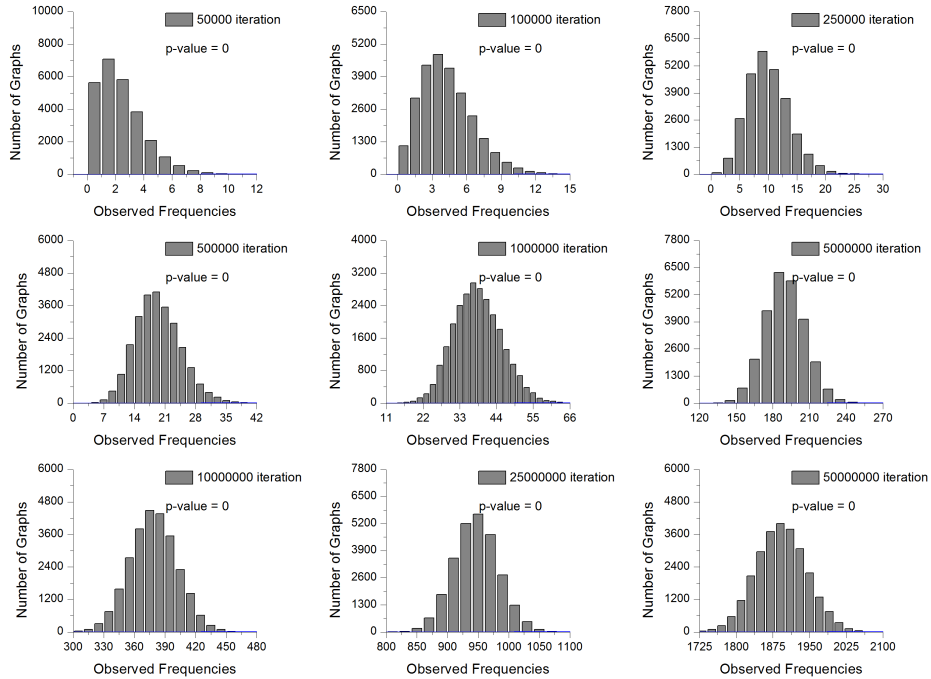 10000
8000
6000
4000
2000
0
Number of Graphs
50000 iteration
p-value = 0
0 2 4 6 8 10 12
Observed Frequencies
6500
5200
3900
2600
1300
0
Number of Graphs
100000 iteration
p-value = 0
0 3 6 9 12 15
Observed Frequencies
7800
6500
5200
3900
2600
1300
0
Number of Graphs
250000 iteration
p-value = 0
0 5 10 15 20 25 30
Observed Frequencies
6000
4800
3600
2400
1200
0
Number of Graphs
500000 iteration
p-value = 0
0 7 14 21 28 35 42
Observed Frequencies
4000
3200
2400
1600
800
0
Number of Graphs
1000000 iteration
p-value = 0
11 22 33 44 55 66
Observed Frequencies
7800
6500
5200
3900
2600
1300
0
Number of Graphs
5000000 iteration
p-value = 0
120 150 180 210 240 270
Observed Frequencies
6000
4800
3600
2400
1200
0
Number of Graphs
10000000 iteration
p-value = 0
300 330 360 390 420 450 480
Observed Frequencies
7800
6500
5200
3900
2600
1300
0
Number of Graphs
25000000 iteration
p-value = 0
800 850 900 950 1000 1050 1100
Observed Frequencies
6000
4800
3600
2400
1200
0
Number of Graphs
50000000 iteration
p-value = 0
1725 1800 1875 1950 2025 2100
Observed Frequencies